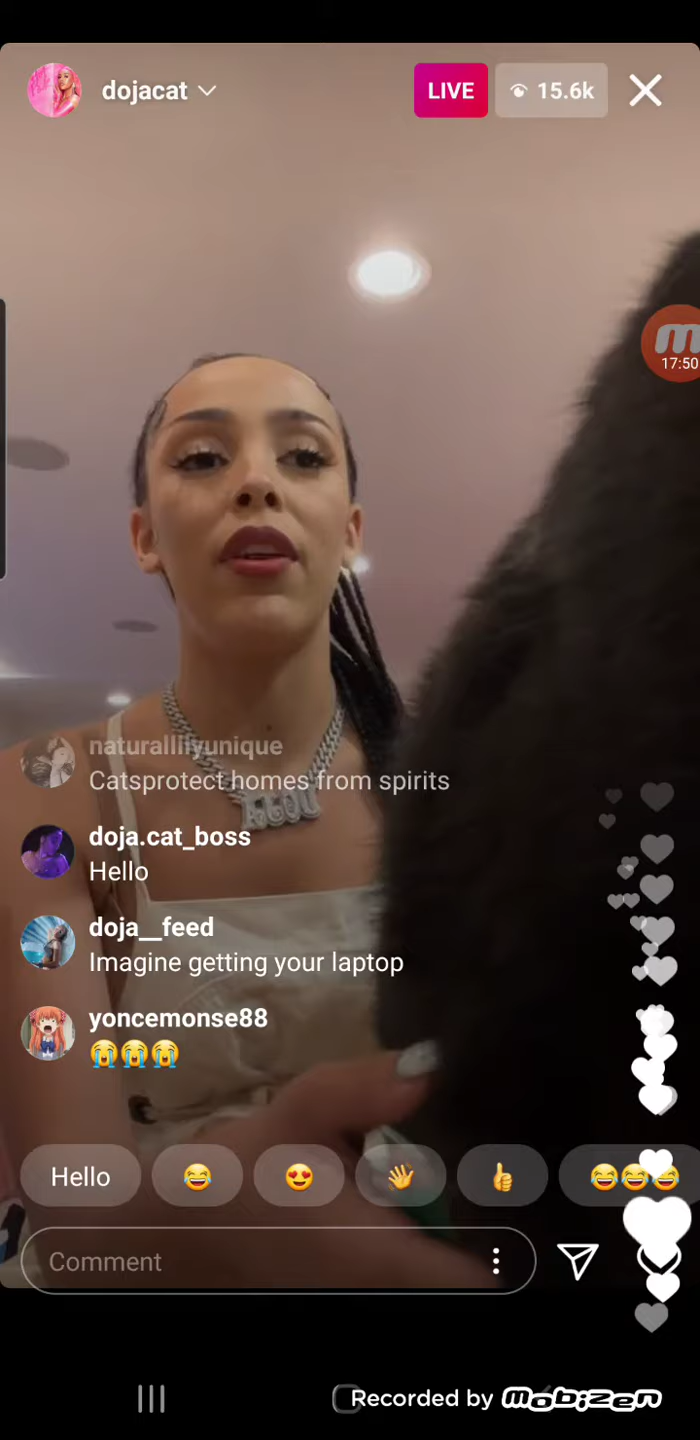 dojacat
LIVE
15.6k
17:50
naturalllyunique
Catsprotect homes from spirits
doja.cat_boss
Hello
doja__feed
Imagine getting your laptop
yoncemonse88
😭😭😭
Hello 😂 😍 👋 👍 😂😂😂
Comment
Recorded by mobizen